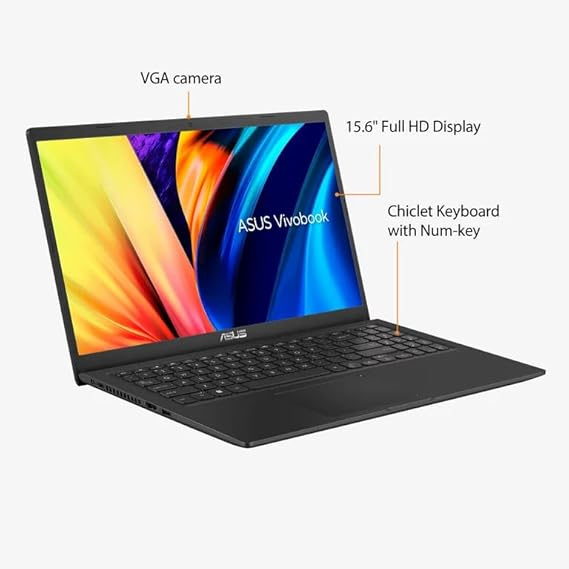 VGA camera
15.6" Full HD Display
Chiclet Keyboard
with Num-key
ASUS Vivobook
ASUS